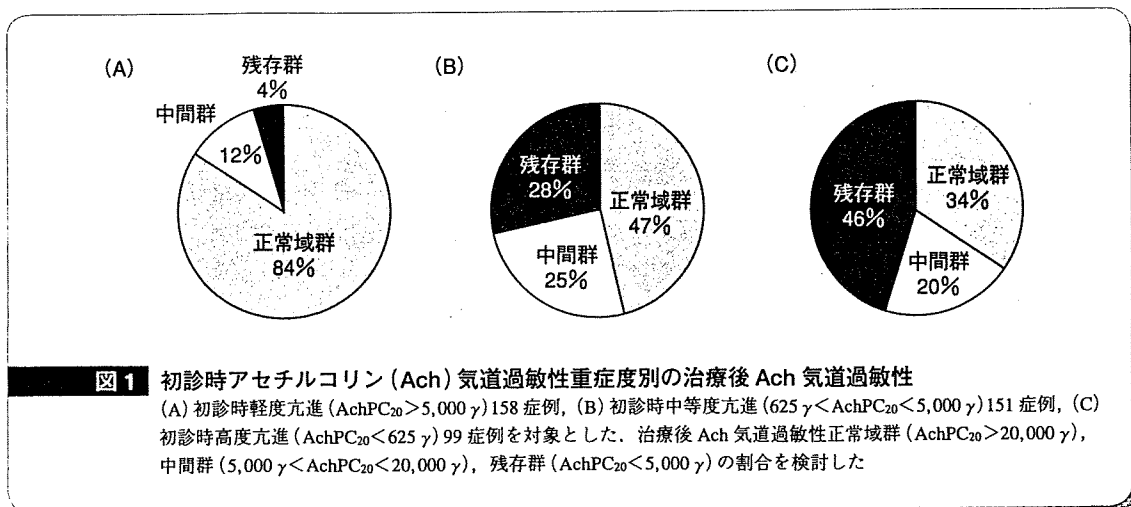 (A)
残存群
4%
中間群
12%
正常域群
84%
(B)
残存群
28%
正常域群
47%
中間群
25%
(C)
残存群
46%
正常域群
34%
中間群
20%
図1 初診時アセチルコリン(Ach)気道過敏性重症度別の治療後 Ach 気道過敏性
(A)初診時軽度亢進(AchPC₂₀>5,000 γ)158 症例,(B)初診時中等度亢進(625 γ<AchPC₂₀<5,000 γ)151 症例,(C)
初診時高度亢進(AchPC₂₀<625 γ)99 症例を対象とした.治療後 Ach 気道過敏性正常域群(AchPC₂₀>20,000 γ),
中間群(5,000 γ<AchPC₂₀<20,000 γ),残存群(AchPC₂₀<5,000 γ)の割合を検討した